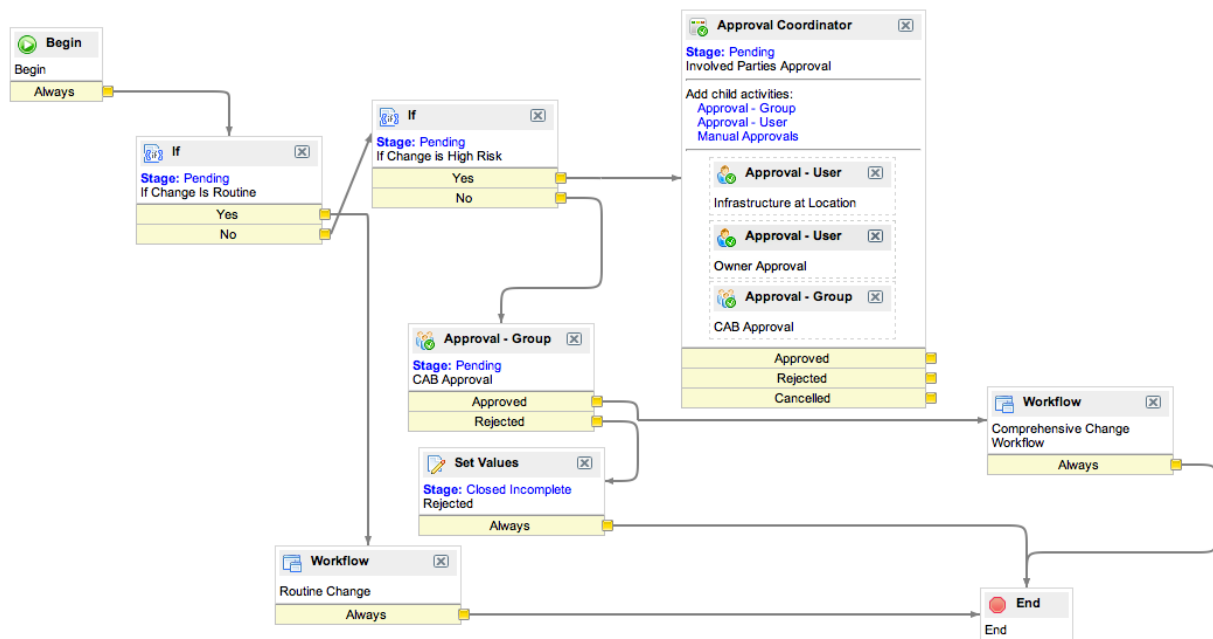 Begin
Begin
Always
If
Stage: Pending
If Change Is Routine
Yes
No
If
Stage: Pending
If Change is High Risk
Yes
No
Approval Coordinator
Stage: Pending
Involved Parties Approval
Add child activities:
Approval - Group
Approval - User
Manual Approvals
Approval - User
Infrastructure at Location
Approval - User
Owner Approval
Approval - Group
CAB Approval
Approved
Rejected
Cancelled
Approval - Group
Stage: Pending
CAB Approval
Approved
Rejected
Set Values
Stage: Closed Incomplete
Rejected
Always
Workflow
Comprehensive Change
Workflow
Always
Workflow
Routine Change
Always
End
End